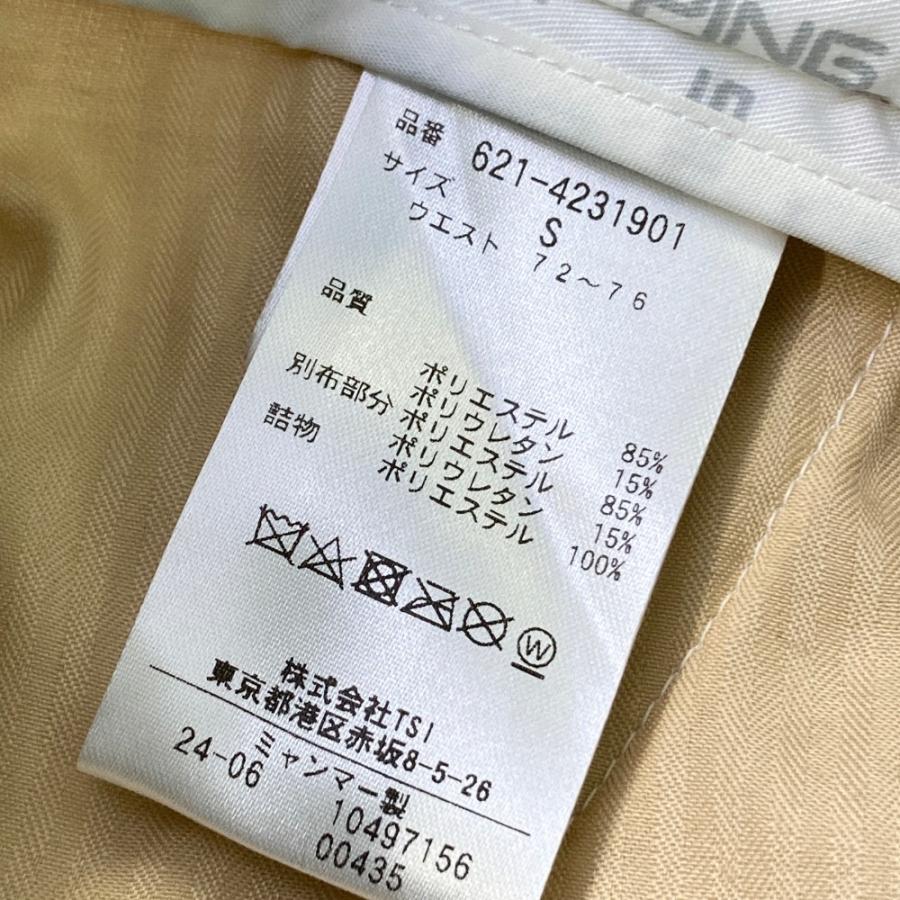 PING
品番 621-4231901
サイズ S
ウエスト 72～76
品質
ポリエステル 85%
ポリウレタン 15%
別布部分 ポリエステル 85%
ポリウレタン 15%
詰物 ポリエステル 100%
W
株式会社TSI
東京都港区赤坂8-5-26
ミャンマー製
24-06 10497156
00435